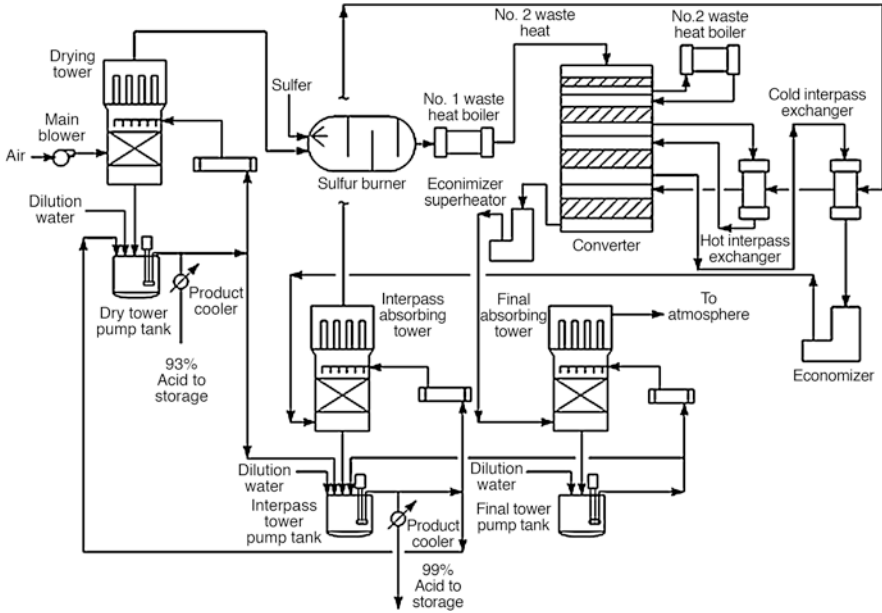 No. 2 waste
heat
No.2 waste
heat boiler
Drying
tower
Sulfer
No. 1 waste
heat boiler
Cold interpass
exchanger
Main
blower
Air
Sulfur burner
Econimizer
superheator
Dilution
water
Converter
Hot interpass
exchanger
Product
cooler
Dry tower
pump tank
Interpass
absorbing
tower
Final
absorbing
tower
To
atmosphere
93%
Acid to
storage
Economizer
Dilution
water
Interpass
tower
pump tank
Product
cooler
Dilution
water
Final tower
pump tank
99%
Acid to
storage